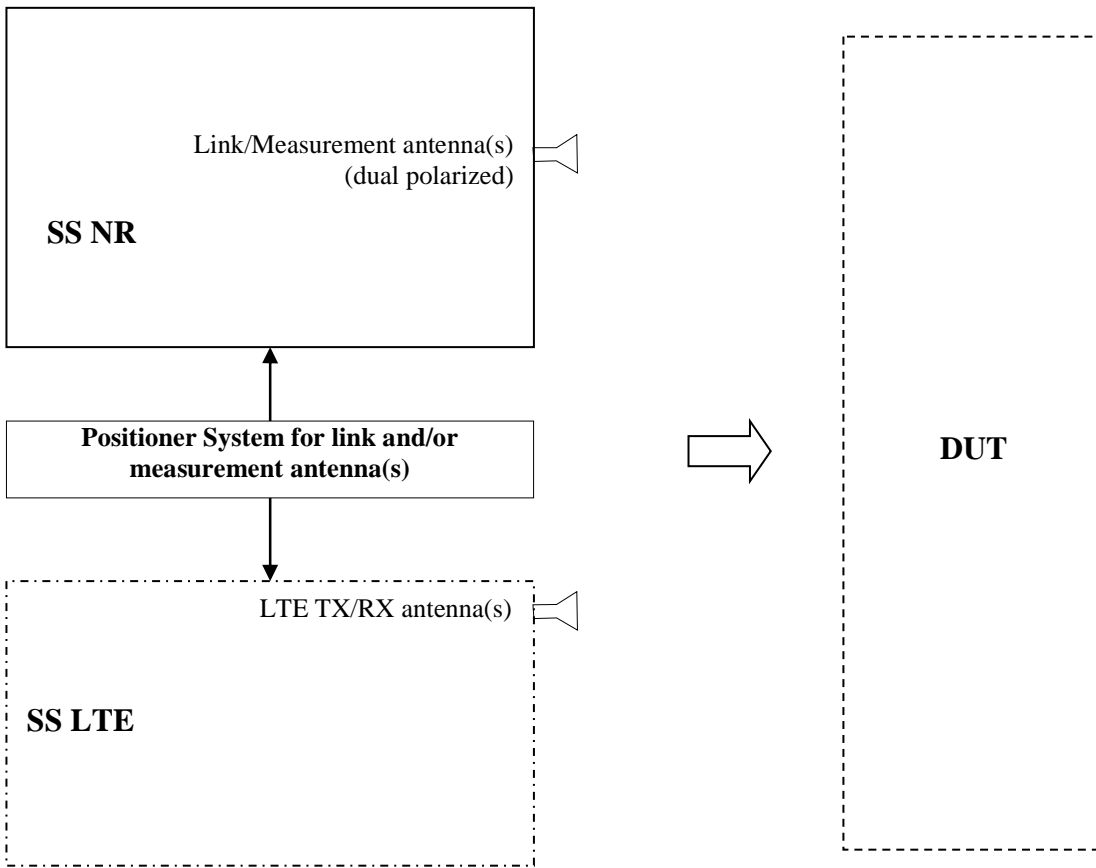 Link/Measurement antenna(s)
(dual polarized)
SS NR
Positioner System for link and/or
measurement antenna(s)
DUT
LTE TX/RX antenna(s)
SS LTE